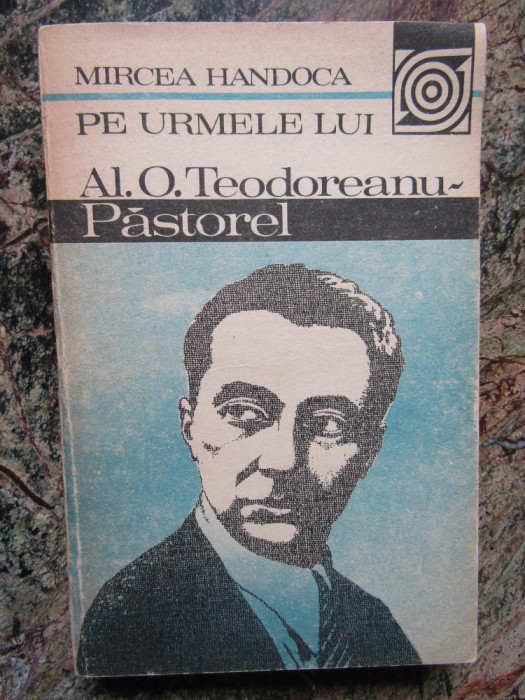 MIRCEA HANDOCA
PE URMELE LUI
Al. O. Teodoreanu-
Păstorel